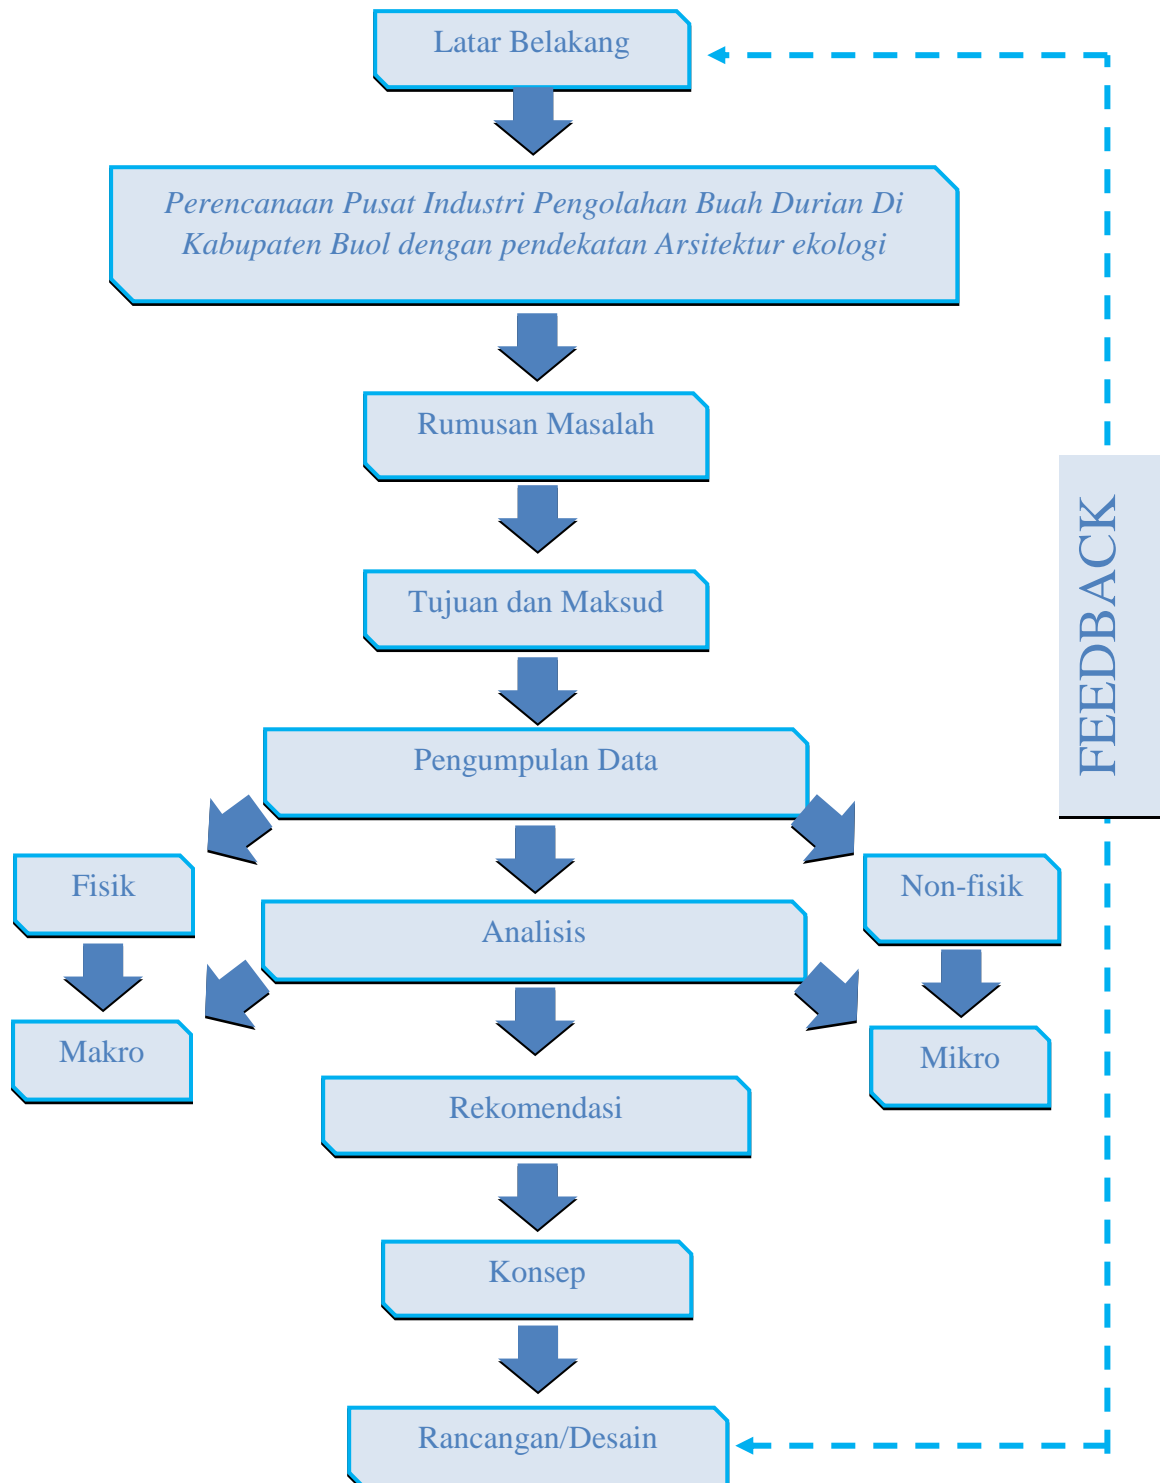 Latar Belakang
Perencanaan Pusat Industri Pengolahan Buah Durian Di
Kabupaten Buol dengan pendekatan Arsitektur ekologi
Rumusan Masalah
FEEDBACK
Tujuan dan Maksud
Pengumpulan Data
Fisik
Non-fisik
Analisis
Makro
Mikro
Rekomendasi
Konsep
Rancangan/Desain